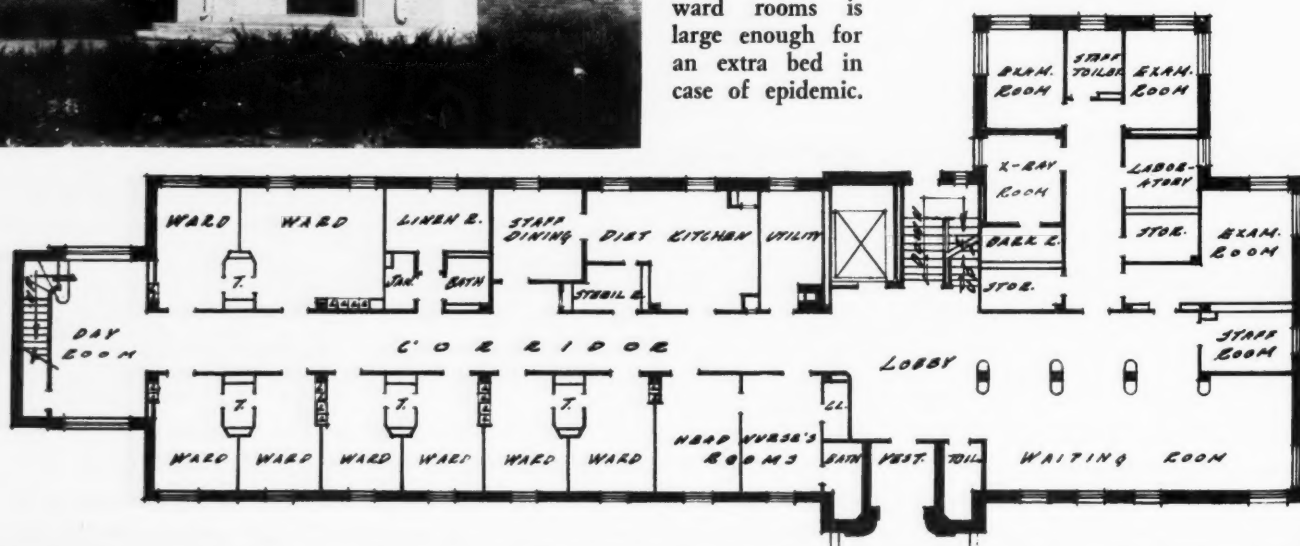 ward rooms is
large enough for
an extra bed in
case of epidemic.
EXAM.
ROOM
STAFF
TOILET
EXAM.
ROOM
X-RAY
ROOM
LABOR-
ATORY
WARD
WARD
LINEN R.
STAFF
DINING
DIET
KITCHEN
UTILITY
DOWN
UP
DARK R.
STOR.
EXAM.
ROOM
T.
JAN.
BATH
STERIL R.
STOR.
DAY
ROOM
CORRIDOR
LOBBY
STAFF
ROOM
T.
T.
T.
CL.
WARD
WARD
WARD
WARD
WARD
WARD
HEAD NURSE'S
ROOMS
BATH
VEST.
TOIL.
WAITING ROOM